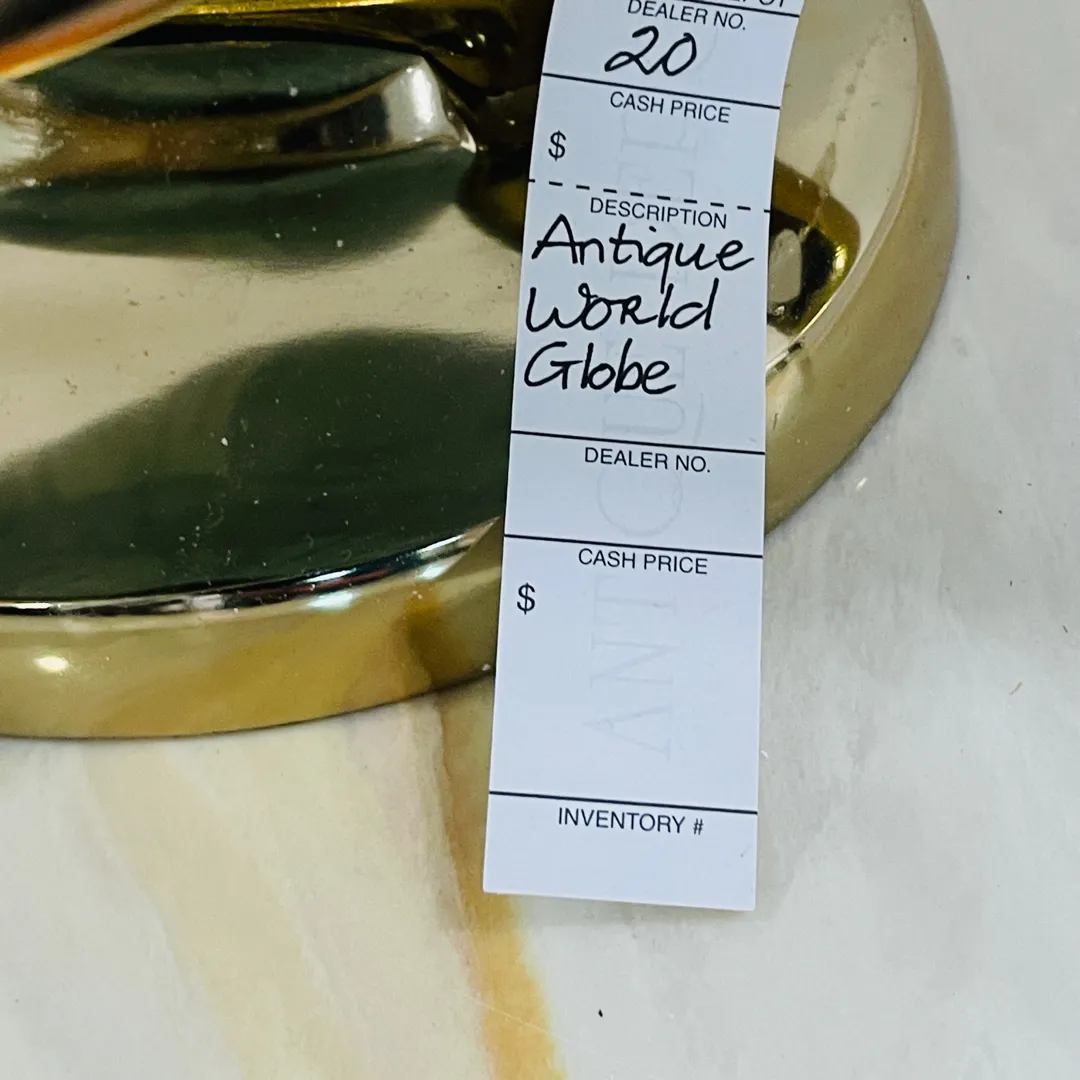 DEALER NO.
20
CASH PRICE
$
DESCRIPTION
Antique
World
Globe
DEALER NO.
CASH PRICE
$
INVENTORY #